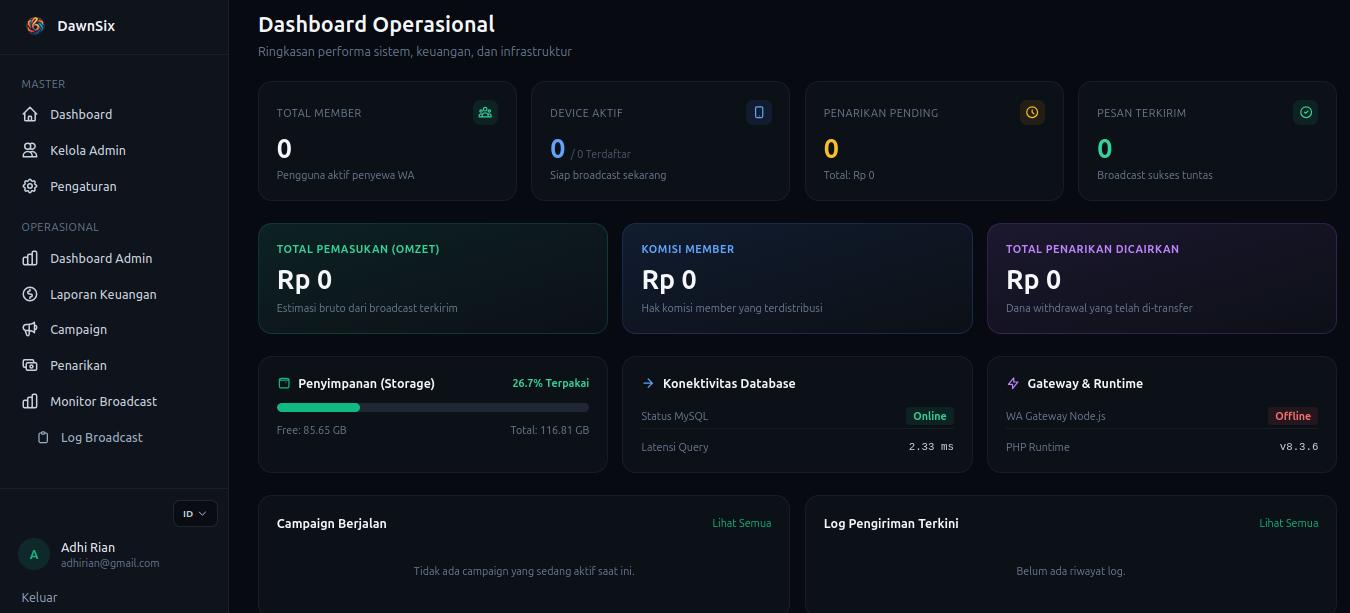 DawnSix
MASTER
Dashboard
Kelola Admin
Pengaturan
OPERASIONAL
Dashboard Admin
Laporan Keuangan
Campaign
Penarikan
Monitor Broadcast
Log Broadcast
ID
A
Adhi Rian
adhirian@gmail.com
Keluar
Dashboard Operasional
Ringkasan performa sistem, keuangan, dan infrastruktur
TOTAL MEMBER
0
Pengguna aktif penyewa WA
DEVICE AKTIF
0 / 0 Terdaftar
Siap broadcast sekarang
PENARIKAN PENDING
0
Total: Rp 0
PESAN TERKIRIM
0
Broadcast sukses tuntas
TOTAL PEMASUKAN (OMZET)
Rp 0
Estimasi bruto dari broadcast terkirim
KOMISI MEMBER
Rp 0
Hak komisi member yang terdistribusi
TOTAL PENARIKAN DICAIRKAN
Rp 0
Dana withdrawal yang telah di-transfer
Penyimpanan (Storage) 26.7% Terpakai
Free: 85.65 GB Total: 116.81 GB
Konektivitas Database
Status MySQL Online
Latensi Query 2.33 ms
Gateway & Runtime
WA Gateway Node.js Offline
PHP Runtime v8.3.6
Campaign Berjalan Lihat Semua
Tidak ada campaign yang sedang aktif saat ini.
Log Pengiriman Terkini Lihat Semua
Belum ada riwayat log.